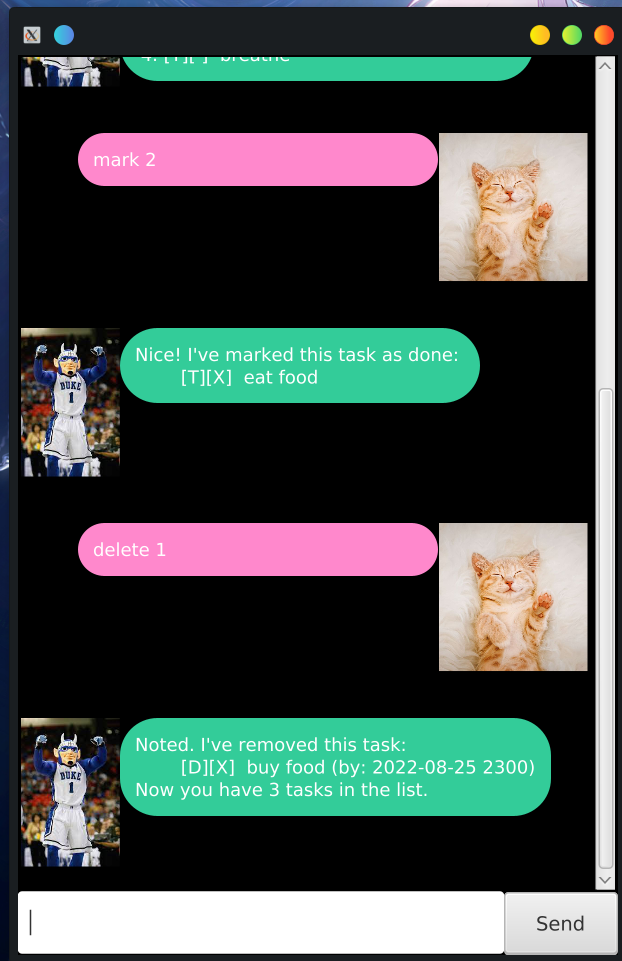 4. [T][ ]  breathe
mark 2
Nice! I've marked this task as done:
[T][X]  eat food
DUKE
1
delete 1
Noted. I've removed this task:
[D][X]  buy food (by: 2022-08-25 2300)
Now you have 3 tasks in the list.
DUKE
1
Send